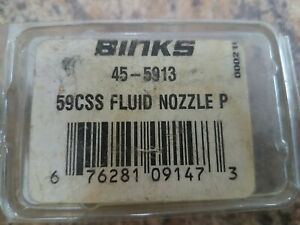 BINKS
45-5913
59CSS FLUID NOZZLE P
6 76281 09147 3